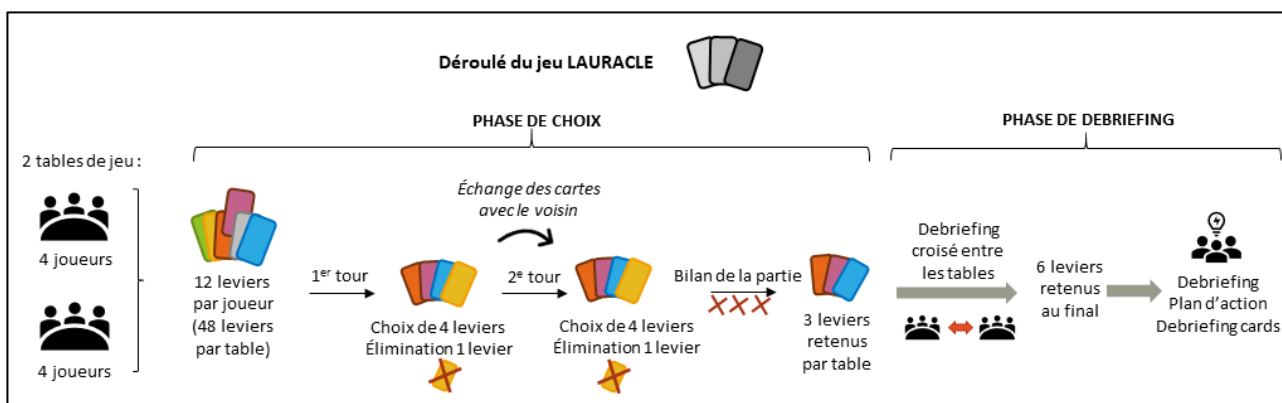 Déroulé du jeu LAURACLE
PHASE DE CHOIX
PHASE DE DEBRIEFING
2 tables de jeu :
4 joueurs
4 joueurs
12 leviers
par joueur
(48 leviers
par table)
1er tour
Choix de 4 leviers
Élimination 1 levier
Échange des cartes
avec le voisin
2e tour
Choix de 4 leviers
Élimination 1 levier
Bilan de la partie
3 leviers
retenus
par table
Debriefing
croisé entre
les tables
6 leviers
retenus
au final
Debriefing
Plan d'action
Debriefing cards